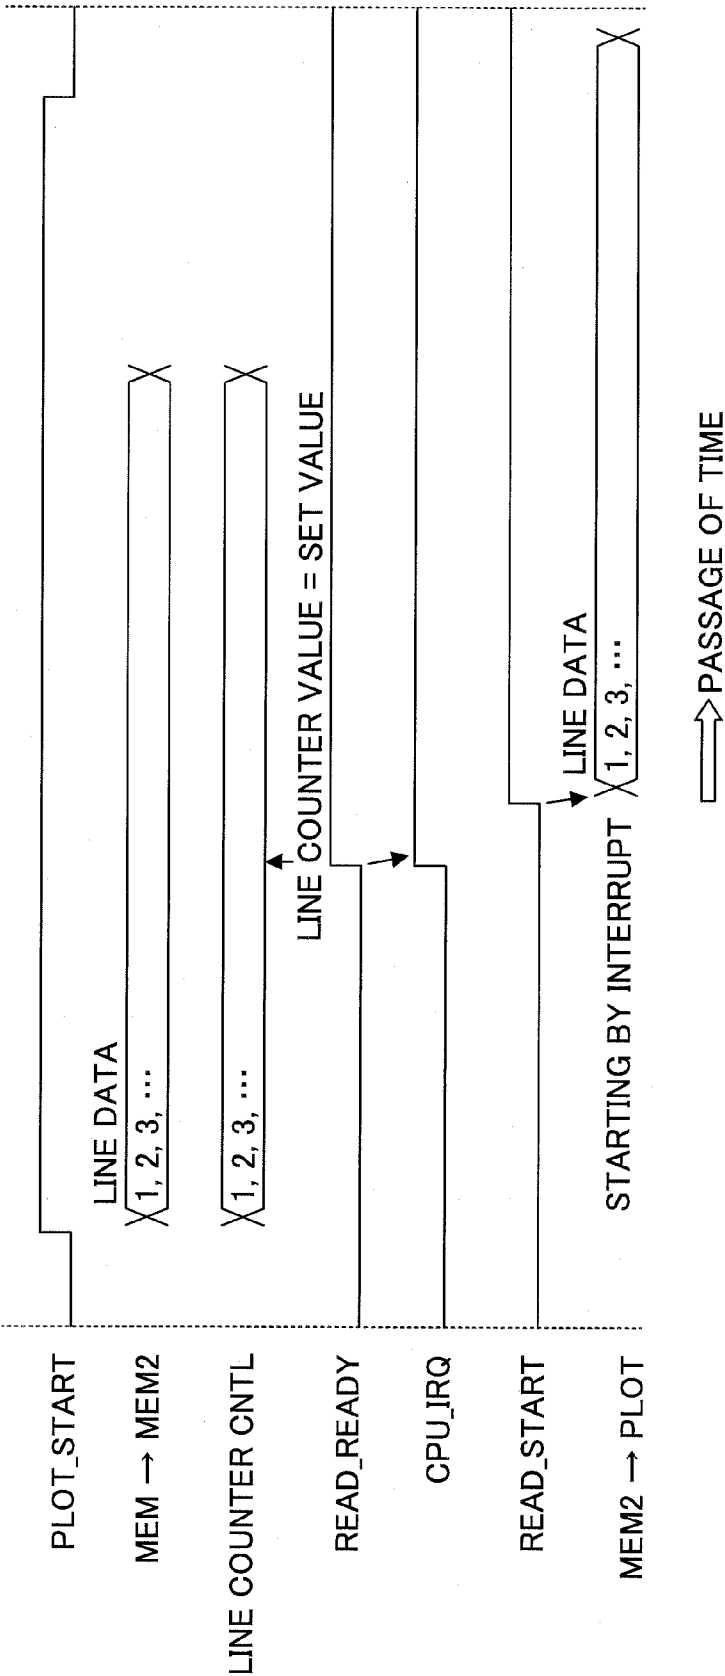 PLOT_START
LINE DATA
MEM → MEM2
1, 2, 3, ...
LINE COUNTER CNTL
1, 2, 3, ...
LINE COUNTER VALUE = SET VALUE
READ_READY
CPU_IRQ
READ_START
LINE DATA
MEM2 → PLOT
STARTING BY INTERRUPT
1, 2, 3, ...
PASSAGE OF TIME